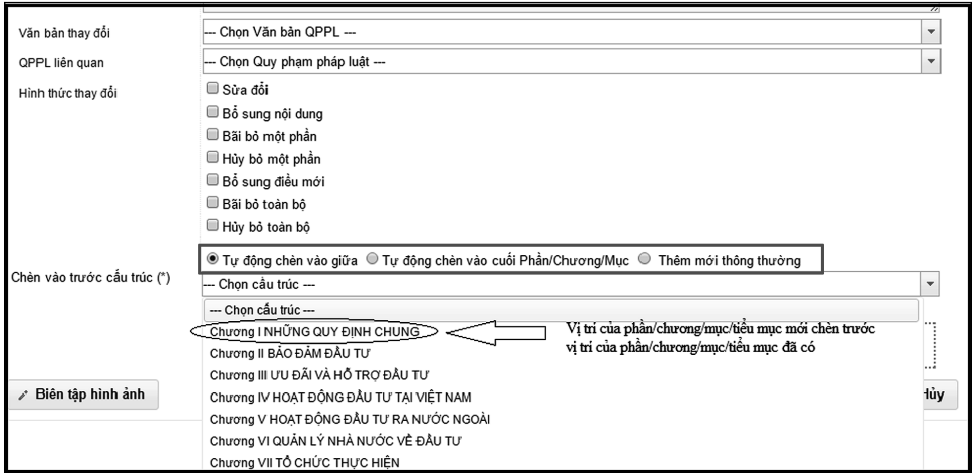 Văn bản thay đổi
--- Chọn Văn bản QPPL ---
QPPL liên quan
--- Chọn Quy phạm pháp luật ---
Hình thức thay đổi
Sửa đổi
Bổ sung nội dung
Bãi bỏ một phần
Hủy bỏ một phần
Bổ sung điều mới
Bãi bỏ toàn bộ
Hủy bỏ toàn bộ
Tự động chèn vào giữa Tự động chèn vào cuối Phần/Chương/Mục Thêm mới thông thường
Chèn vào trước cấu trúc (*)
--- Chọn cấu trúc ---
--- Chọn cấu trúc ---
Chương I NHỮNG QUY ĐỊNH CHUNG
Vị trí của phần/chương/mục/tiểu mục mới chèn trước
vị trí của phần/chương/mục/tiểu mục đã có
Chương II BẢO ĐẢM ĐẦU TƯ
Chương III ƯU ĐÃI VÀ HỖ TRỢ ĐẦU TƯ
Biên tập hình ảnh
Hủy
Chương IV HOẠT ĐỘNG ĐẦU TƯ TẠI VIỆT NAM
Chương V HOẠT ĐỘNG ĐẦU TƯ RA NƯỚC NGOÀI
Chương VI QUẢN LÝ NHÀ NƯỚC VỀ ĐẦU TƯ
Chương VII TỔ CHỨC THỰC HIỆN